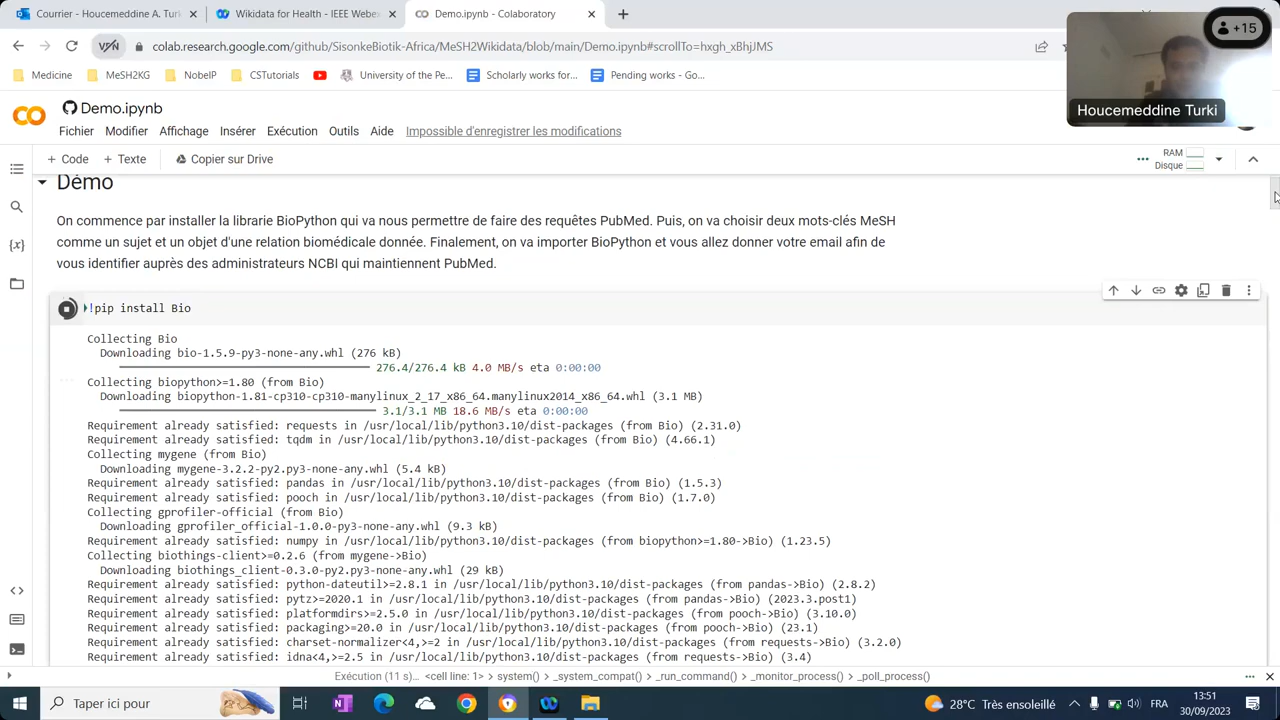 Courrier - Houcemeddine A. Turk
Wikidata for Health - IEEE Webex
Demo.ipynb - Colaboratory
VPN
colab.research.google.com/github/SisonkeBiotik-Africa/MeSH2Wikidata/blob/main/Demo.ipynb#scrollTo=hxgh_xBhjJMS
+15
Medicine
MeSH2KG
NobelP
CSTutorials
University of the Pe...
Scholarly works for...
Pending works - Go...
Houcemeddine Turki
Demo.ipynb
Fichier Modifier Affichage Insérer Exécution Outils Aide Impossible d'enregistrer les modifications
+ Code + Texte Copier sur Drive
RAM
Disque
Démo
On commence par installer la librarie BioPython qui va nous permettre de faire des requêtes PubMed. Puis, on va choisir deux mots-clés MeSH
comme un sujet et un objet d'une relation biomédicale donnée. Finalement, on va importer BioPython et vous allez donner votre email afin de
vous identifier auprès des administrateurs NCBI qui maintiennent PubMed.
!pip install Bio
Collecting Bio
Downloading bio-1.5.9-py3-none-any.whl (276 kB)
276.4/276.4 kB 4.0 MB/s eta 0:00:00
Collecting biopython>=1.80 (from Bio)
Downloading biopython-1.81-cp310-cp310-manylinux_2_17_x86_64.manylinux2014_x86_64.whl (3.1 MB)
3.1/3.1 MB 18.6 MB/s eta 0:00:00
Requirement already satisfied: requests in /usr/local/lib/python3.10/dist-packages (from Bio) (2.31.0)
Requirement already satisfied: tqdm in /usr/local/lib/python3.10/dist-packages (from Bio) (4.66.1)
Collecting mygene (from Bio)
Downloading mygene-3.2.2-py2.py3-none-any.whl (5.4 kB)
Requirement already satisfied: pandas in /usr/local/lib/python3.10/dist-packages (from Bio) (1.5.3)
Requirement already satisfied: pooch in /usr/local/lib/python3.10/dist-packages (from Bio) (1.7.0)
Collecting gprofiler-official (from Bio)
Downloading gprofiler_official-1.0.0-py3-none-any.whl (9.3 kB)
Requirement already satisfied: numpy in /usr/local/lib/python3.10/dist-packages (from biopython>=1.80->Bio) (1.23.5)
Collecting biothings-client>=0.2.6 (from mygene->Bio)
Downloading biothings_client-0.3.0-py2.py3-none-any.whl (29 kB)
Requirement already satisfied: python-dateutil>=2.8.1 in /usr/local/lib/python3.10/dist-packages (from pandas->Bio) (2.8.2)
Requirement already satisfied: pytz>=2020.1 in /usr/local/lib/python3.10/dist-packages (from pandas->Bio) (2023.3.post1)
Requirement already satisfied: platformdirs>=2.5.0 in /usr/local/lib/python3.10/dist-packages (from pooch->Bio) (3.10.0)
Requirement already satisfied: packaging>=20.0 in /usr/local/lib/python3.10/dist-packages (from pooch->Bio) (23.1)
Requirement already satisfied: charset-normalizer<4,>=2 in /usr/local/lib/python3.10/dist-packages (from requests->Bio) (3.2.0)
Requirement already satisfied: idna<4,>=2.5 in /usr/local/lib/python3.10/dist-packages (from requests->Bio) (3.4)
Exécution (11 s)... <cell line: 1> > system() > _system_compat() > _run_command() > _monitor_process() > _poll_process()
Taper ici pour
28°C Très ensoleillé
13:51
30/09/2023